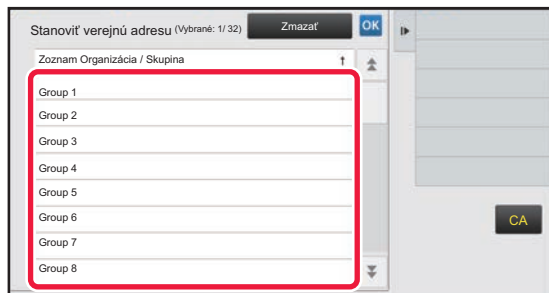 Stanoviť verejnú adresu (Vybrané: 1/ 32) Zmazať OK
Zoznam Organizácia / Skupina ↑
Group 1
Group 2
Group 3
Group 4
Group 5
Group 6
Group 7
Group 8
CA